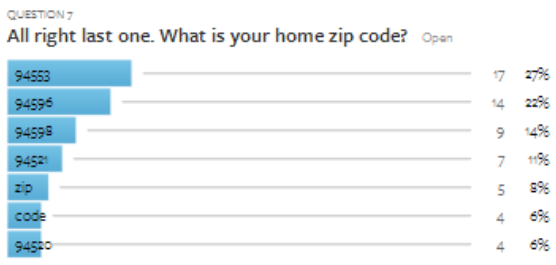 QUESTION 7
All right last one. What is your home zip code? Open
94553 17 27%
94596 14 22%
94598 9 14%
94521 7 11%
zip 5 8%
code 4 6%
94520 4 6%